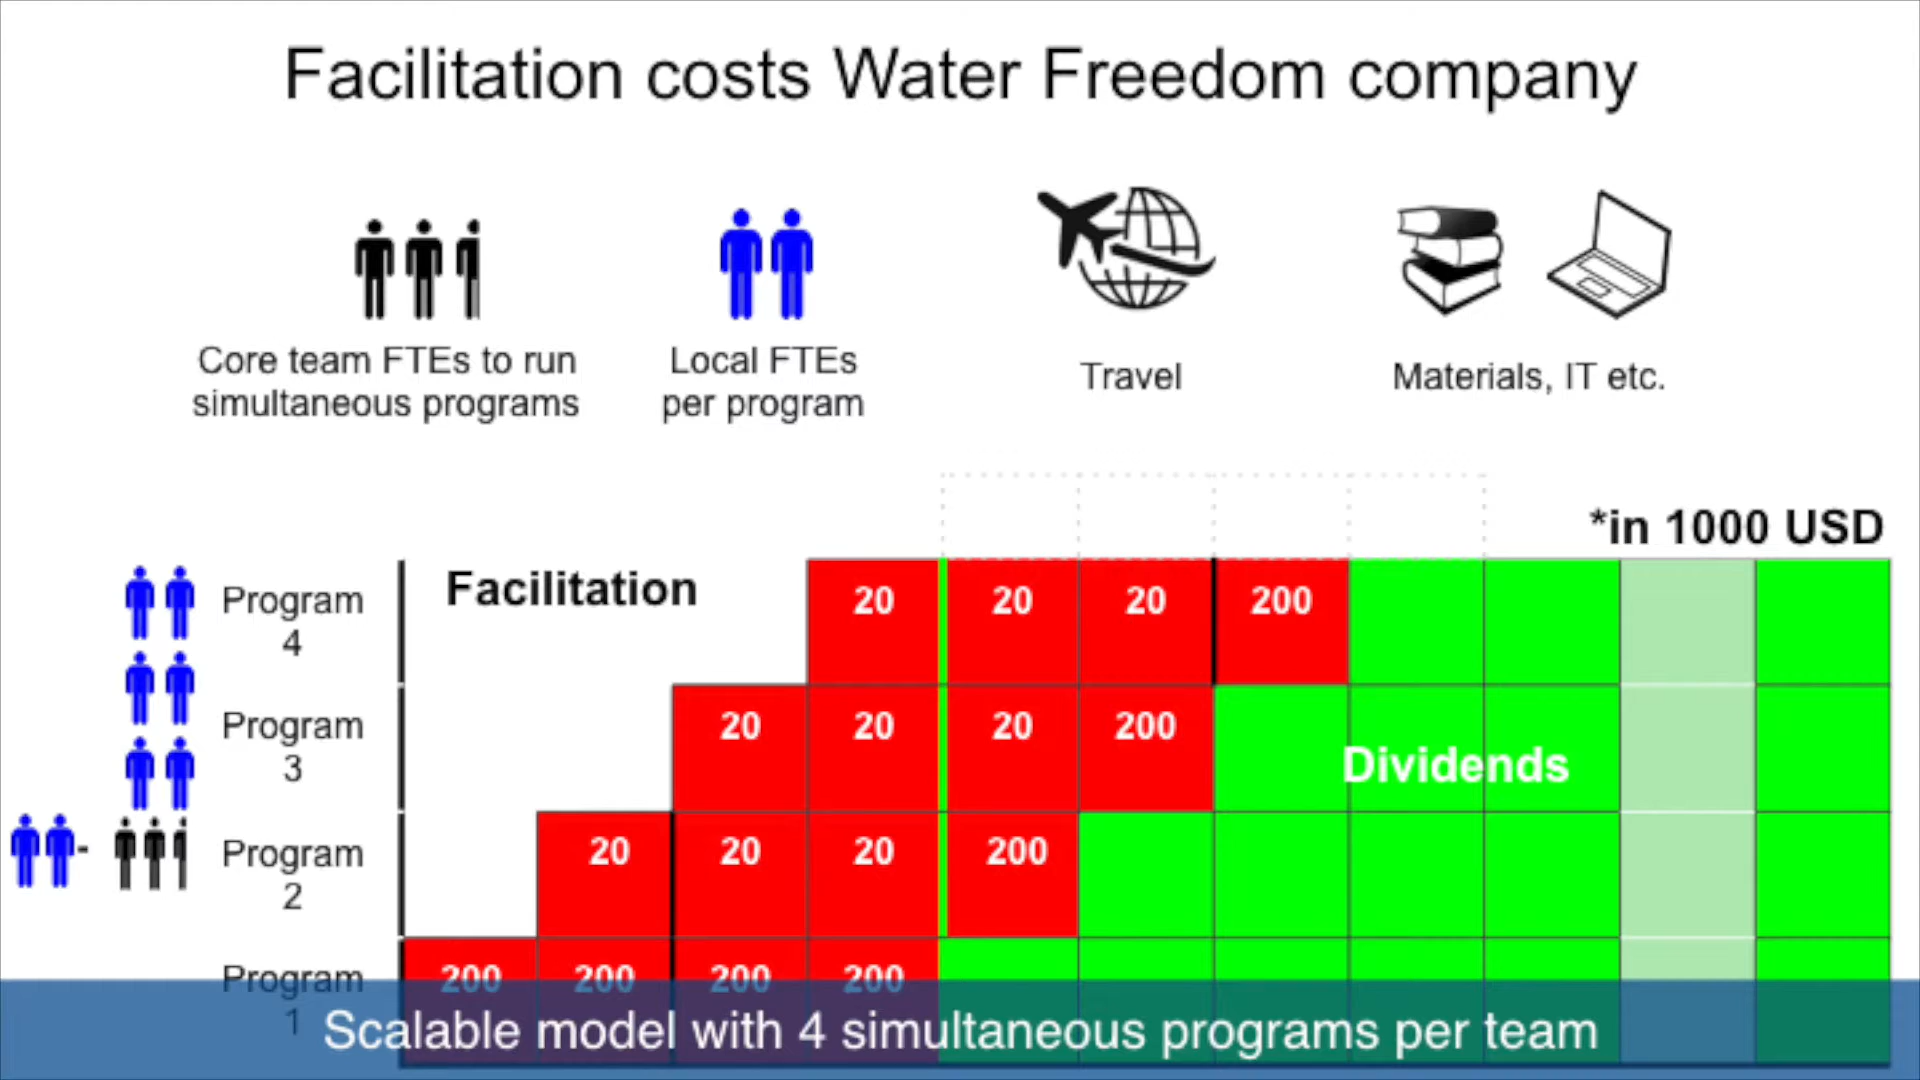 Facilitation costs Water Freedom company
Core team FTEs to run
simultaneous programs
Local FTEs
per program
Travel
Materials, IT etc.
*in 1000 USD
Facilitation
Program
4
20 20 20 200
Program
3
20 20 20 200
Dividends
Program
2
20 20 20 200
Program
1
200 200 200 200
Scalable model with 4 simultaneous programs per team